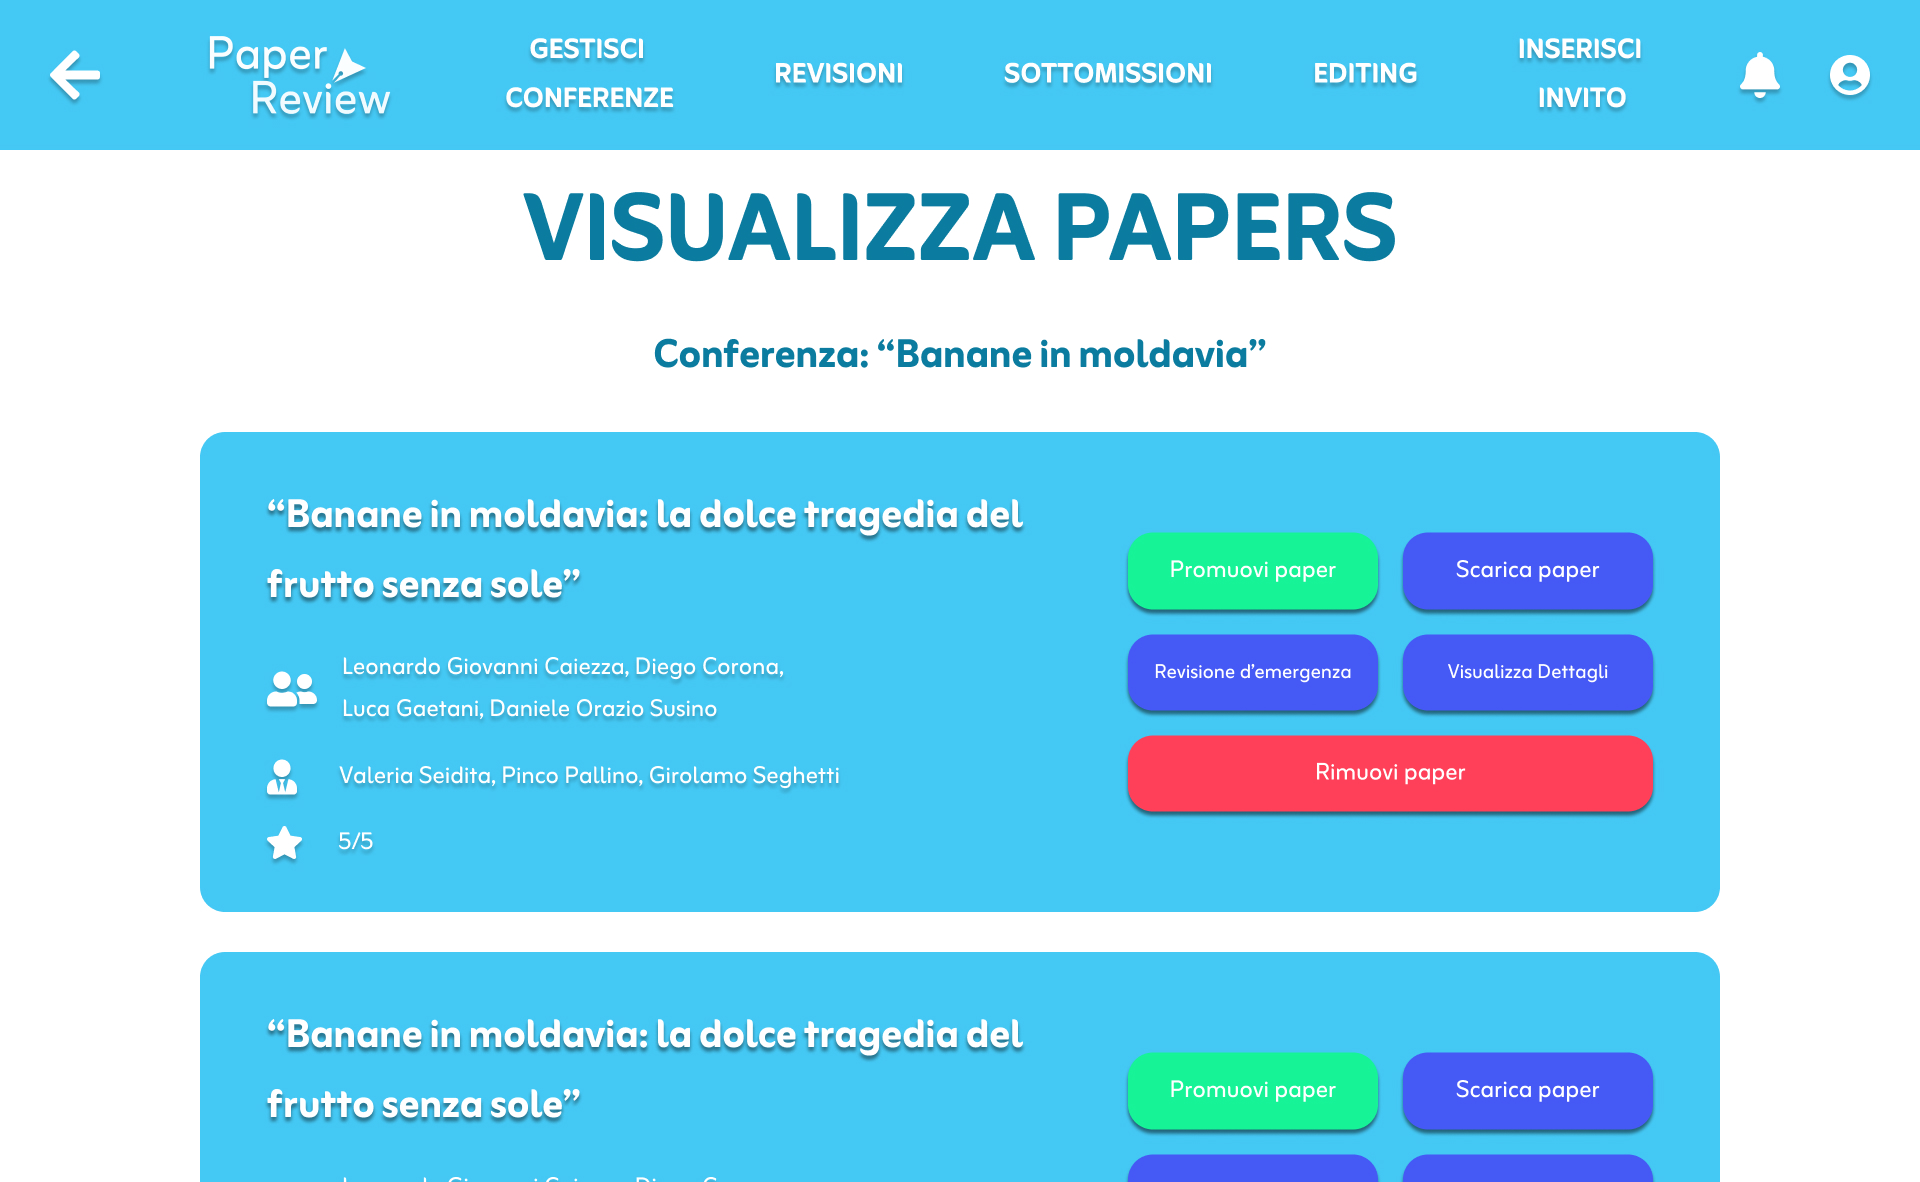 Paper
Review
GESTISCI
CONFERENZE
REVISIONI
SOTTOMISSIONI
EDITING
INSERISCI
INVITO
VISUALIZZA PAPERS
Conferenza: “Banane in moldavia”
“Banane in moldavia: la dolce tragedia del
frutto senza sole”
Leonardo Giovanni Caiezza, Diego Corona,
Luca Gaetani, Daniele Orazio Susino
Valeria Seidita, Pinco Pallino, Girolamo Seghetti
5/5
Promuovi paper
Scarica paper
Revisione d’emergenza
Visualizza Dettagli
Rimuovi paper
“Banane in moldavia: la dolce tragedia del
frutto senza sole”
Promuovi paper
Scarica paper